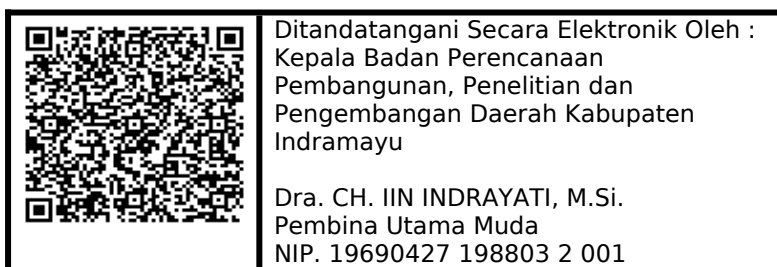 Ditandatangani Secara Elektronik Oleh :
Kepala Badan Perencanaan
Pembangunan, Penelitian dan
Pengembangan Daerah Kabupaten
Indramayu
Dra. CH. IIN INDRAYATI, M.Si.
Pembina Utama Muda
NIP. 19690427 198803 2 001